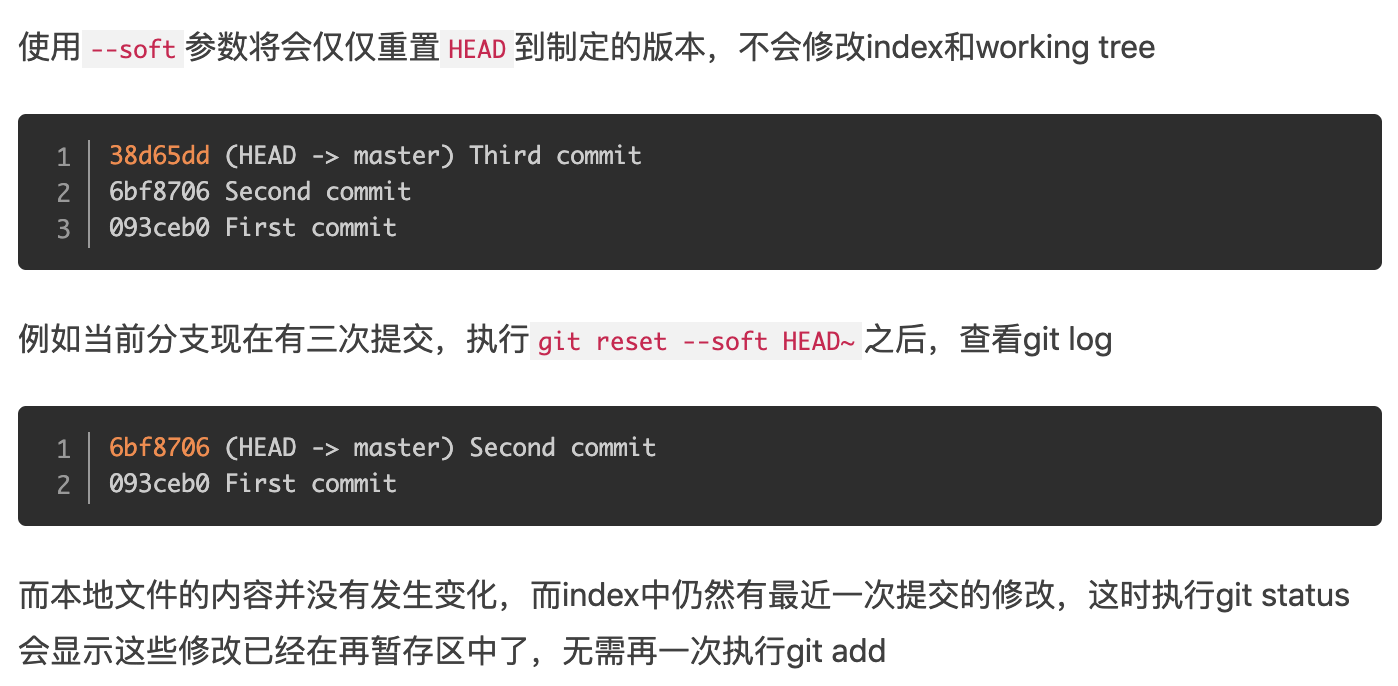 使用--soft参数将会仅仅重置HEAD到制定的版本，不会修改index和working tree
1 38d65dd (HEAD -> master) Third commit
2 6bf8706 Second commit
3 093ceb0 First commit
例如当前分支现在有三次提交，执行git reset --soft HEAD~之后，查看git log
1 6bf8706 (HEAD -> master) Second commit
2 093ceb0 First commit
而本地文件的内容并没有发生变化，而index中仍然有最近一次提交的修改，这时执行git status
会显示这些修改已经在再暂存区中了，无需再一次执行git add